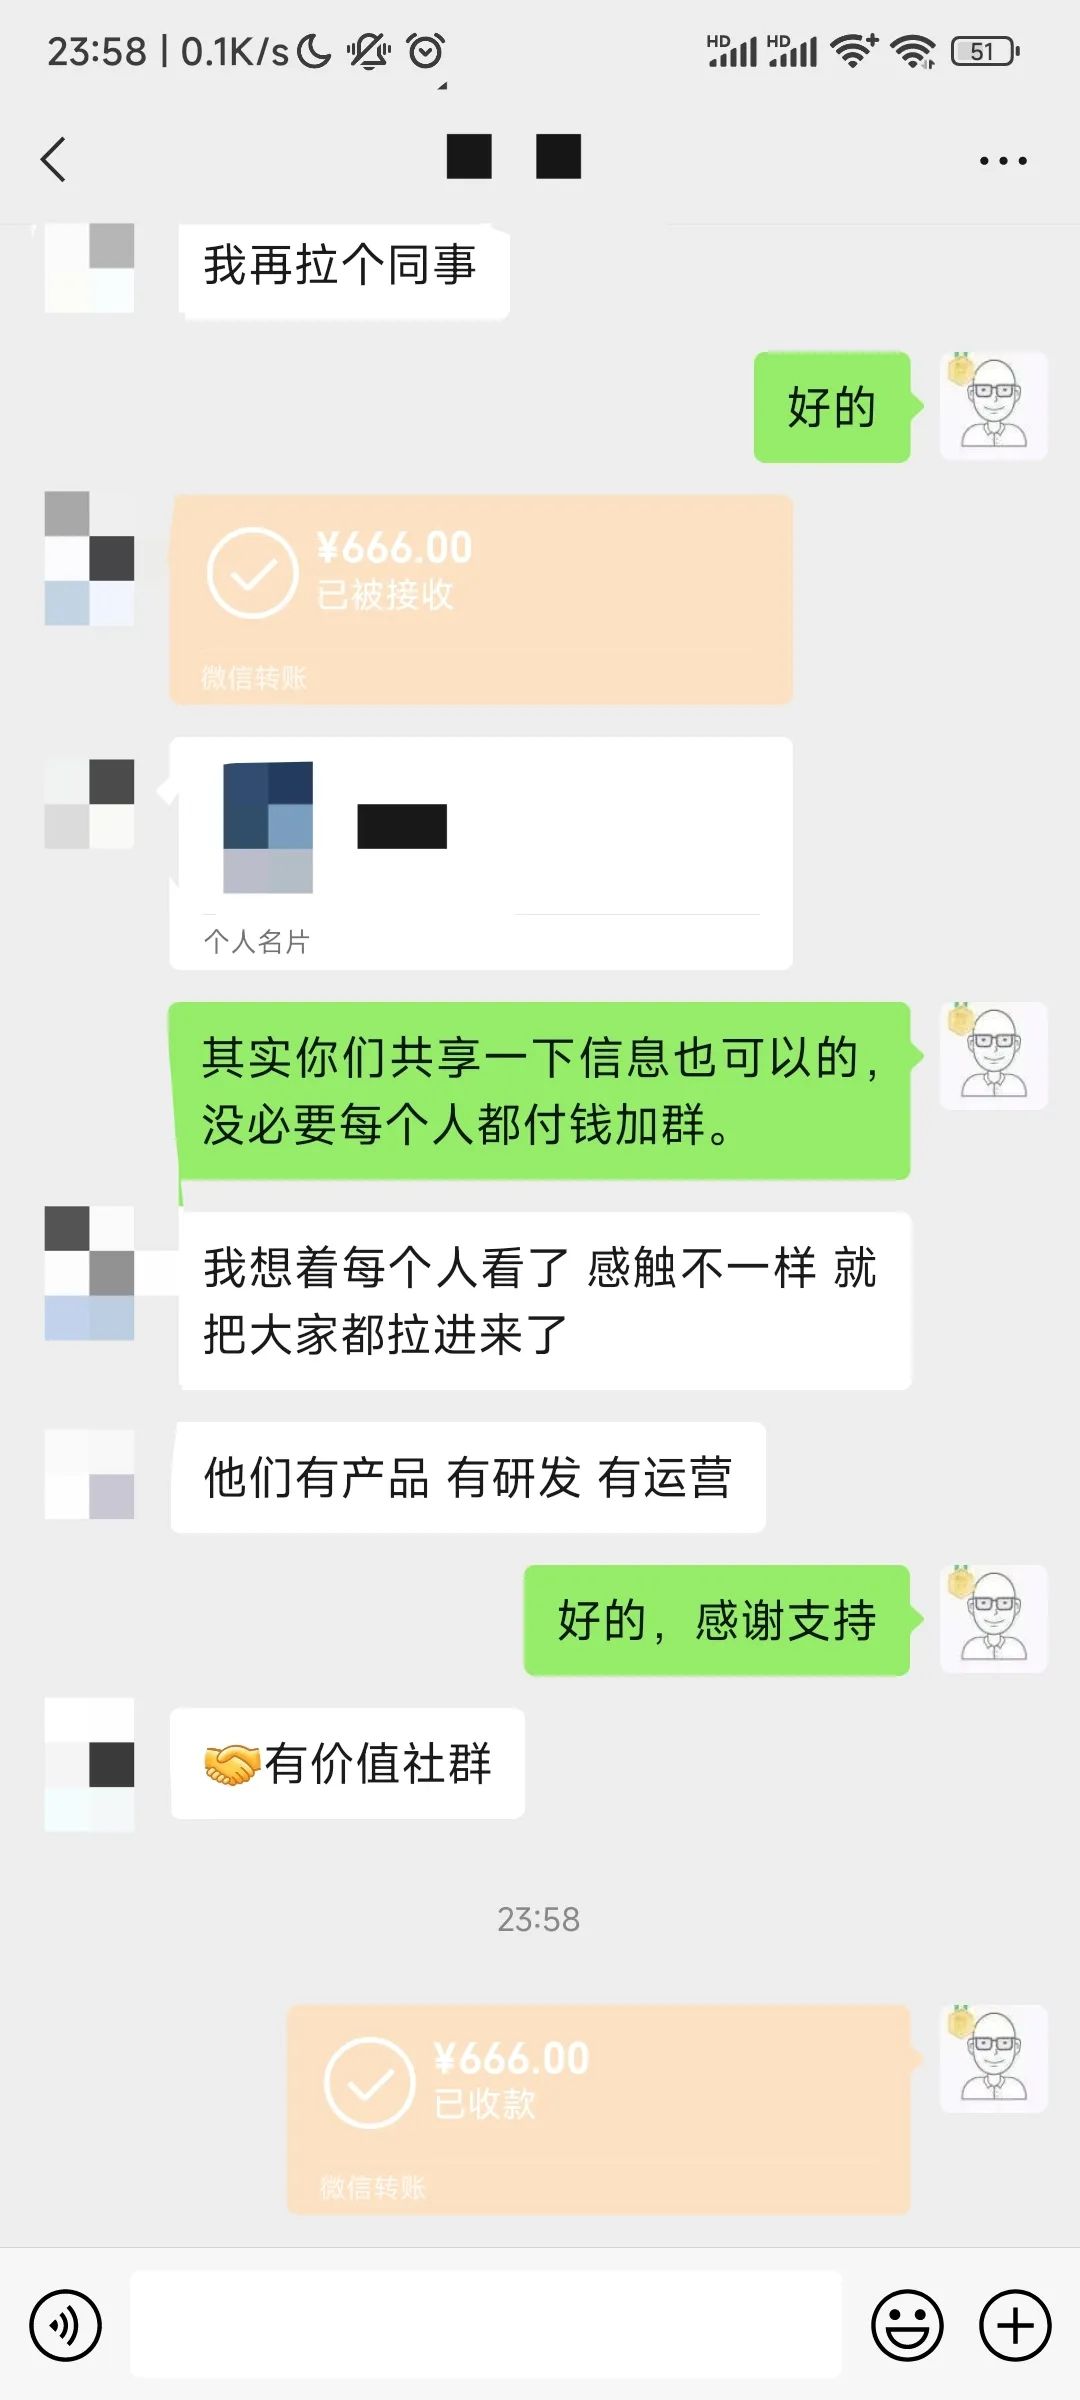 23:58 | 0.1K/s
HD HD 51
我再拉个同事
好的
¥666.00
已被接收
微信转账
个人名片
其实你们共享一下信息也可以的，
没必要每个人都付钱加群。
我想着每个人看了 感触不一样 就
把大家都拉进来了
他们有产品 有研发 有运营
好的，感谢支持
🤝有价值社群
23:58
¥666.00
已收款
微信转账